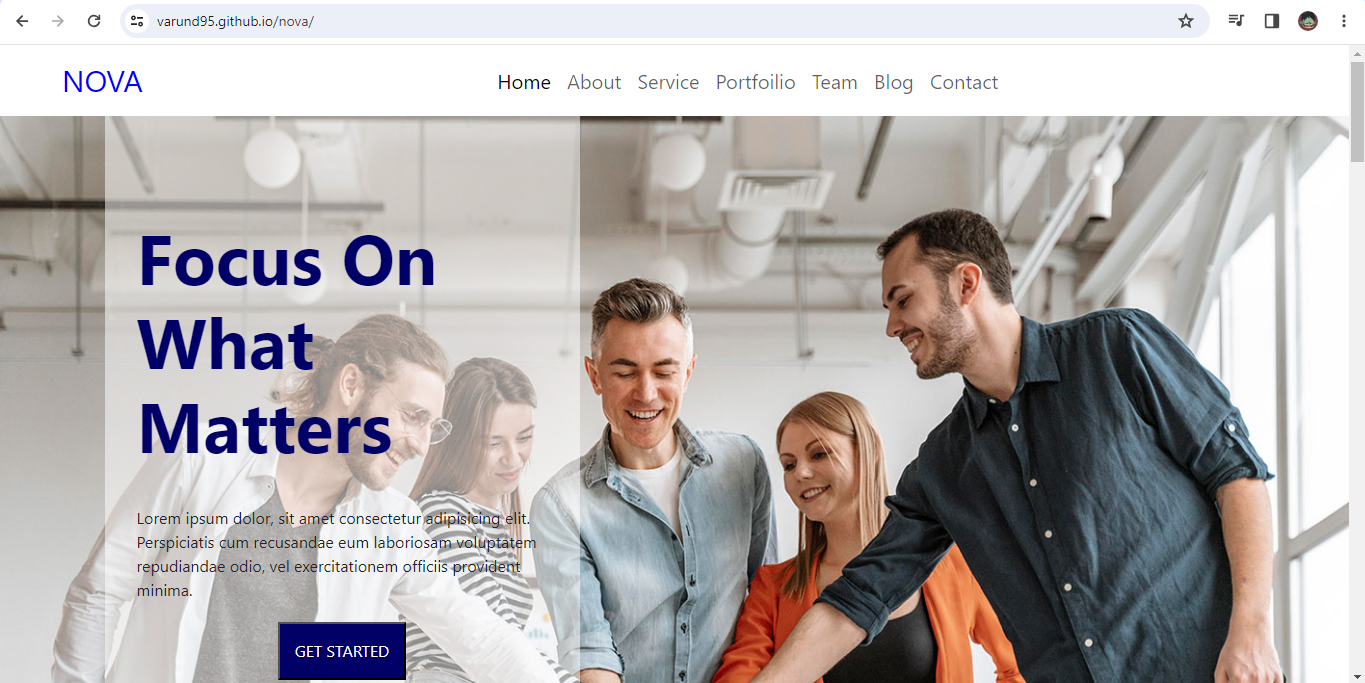 varund95.github.io/nova/
NOVA
Home About Service Portfoilio Team Blog Contact
Focus On
What
Matters
Lorem ipsum dolor, sit amet consectetur adipisicing elit.
Perspiciatis cum recusandae eum laboriosam voluptatem
repudiandae odio, vel exercitationem officiis provident
minima.
GET STARTED